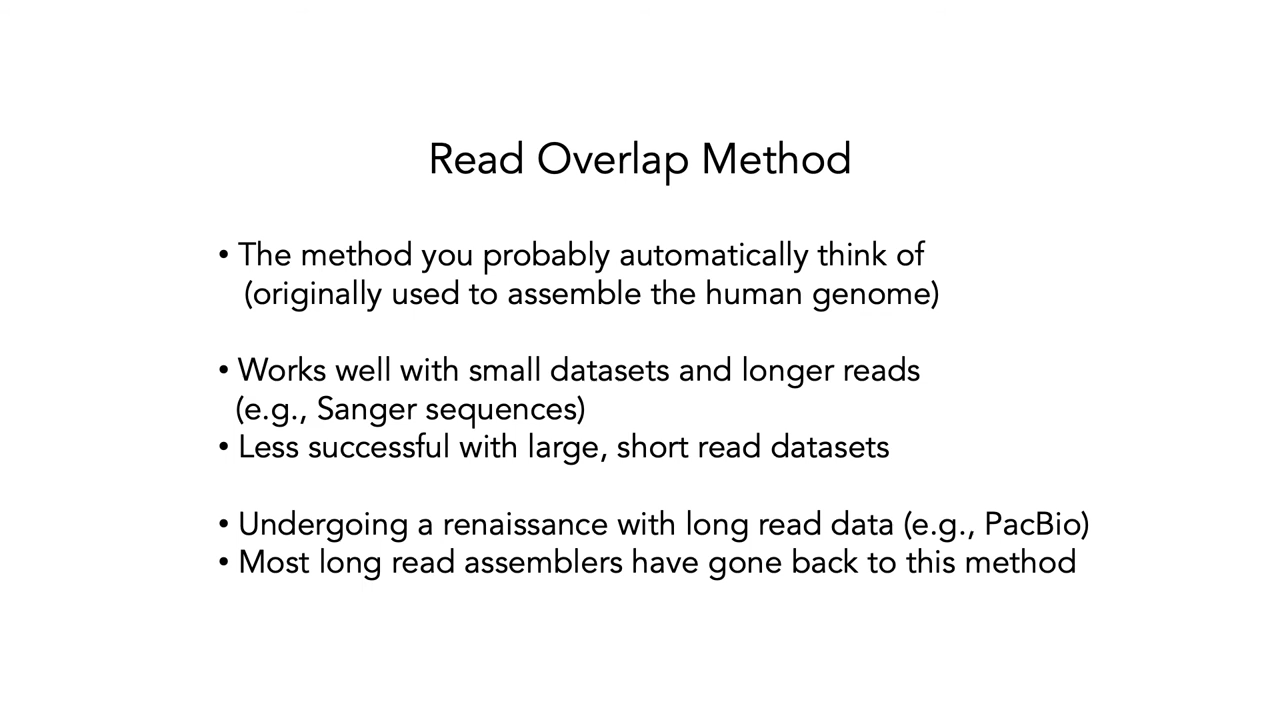 Read Overlap Method
• The method you probably automatically think of
(originally used to assemble the human genome)
• Works well with small datasets and longer reads
(e.g., Sanger sequences)
• Less successful with large, short read datasets
• Undergoing a renaissance with long read data (e.g., PacBio)
• Most long read assemblers have gone back to this method